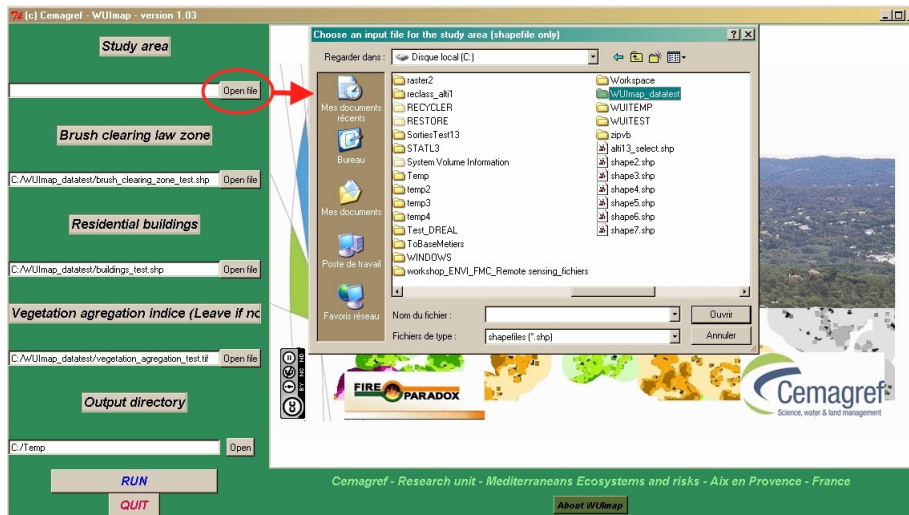 (c) Cemagref - WUImap - version 1.03
Study area
Open file
Brush clearing law zone
C:/WUImap_datatest/brush_clearing_zone_test.shp
Open file
Residential buildings
C:/WUImap_datatest/buildings_test.shp
Open file
Vegetation agregation indice (Leave if nc
C:/WUImap_datatest/vegetation_agregation_test.tif
Open file
Output directory
C:/Temp
Open
RUN
QUIT
Choose an input file for the study area (shapefile only)
Regarder dans :
Disque local (C:)
Mes documents récents
Bureau
Mes documents
Poste de travail
Favoris réseau
raster2
reclass_alti1
RECYCLER
RESTORE
SortiesTest13
STATL3
System Volume Information
Temp
temp2
temp3
temp4
Test_DREAL
ToBaseMetiers
WINDOWS
workshop_ENVI_FMC_Remote sensing_fichiers
Workspace
WUImap_datatest
WUITEMP
WUITEST
zipvb
alti13_select.shp
shape2.shp
shape3.shp
shape4.shp
shape5.shp
shape6.shp
shape7.shp
Nom du fichier :
Ouvrir
Fichiers de type :
shapefiles (*.shp)
Annuler
BY NC ND
FIRE PARADOX
Cemagref
Science, water & land management
Cemagref - Research unit - Mediterraneans Ecosystems and risks - Aix en Provence - France
About WUImap